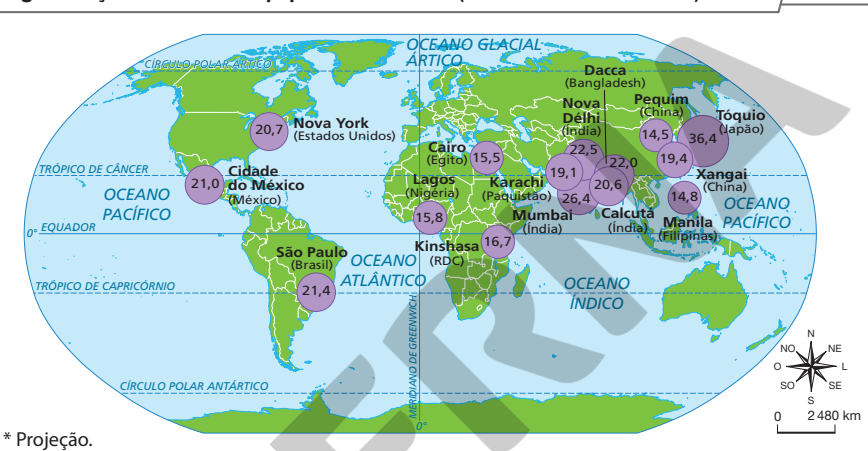 OCEANO GLACIAL
ÁRTICO
CÍRCULO POLAR ÁRTICO
Dacca
(Bangladesh)
Nova
Délhi
(Índia)
Pequim
(China)
Tóquio
(Japão)
20,7
Nova York
(Estados Unidos)
14,5
36,4
Cairo
(Egito)
15,5
22,5
22,0
19,4
TRÓPICO DE CÂNCER
21,0
Cidade
do México
(México)
19,1
Xangai
(China)
Lagos
(Nigéria)
Karachi
(Paquistão)
20,6
26,4
14,8
OCEANO
PACÍFICO
OCEANO
PACÍFICO
15,8
Mumbai
(Índia)
Calcutá
(Índia)
Manila
(Filipinas)
0° EQUADOR
Kinshasa
(RDC)
16,7
São Paulo
(Brasil)
OCEANO
ATLÂNTICO
21,4
OCEANO
ÍNDICO
TRÓPICO DE CAPRICÓRNIO
MERIDIANO DE GREENWICH
CÍRCULO POLAR ANTÁRTICO
0°
N
NO
NE
O
L
SO
SE
S
0 2 480 km
* Projeção.